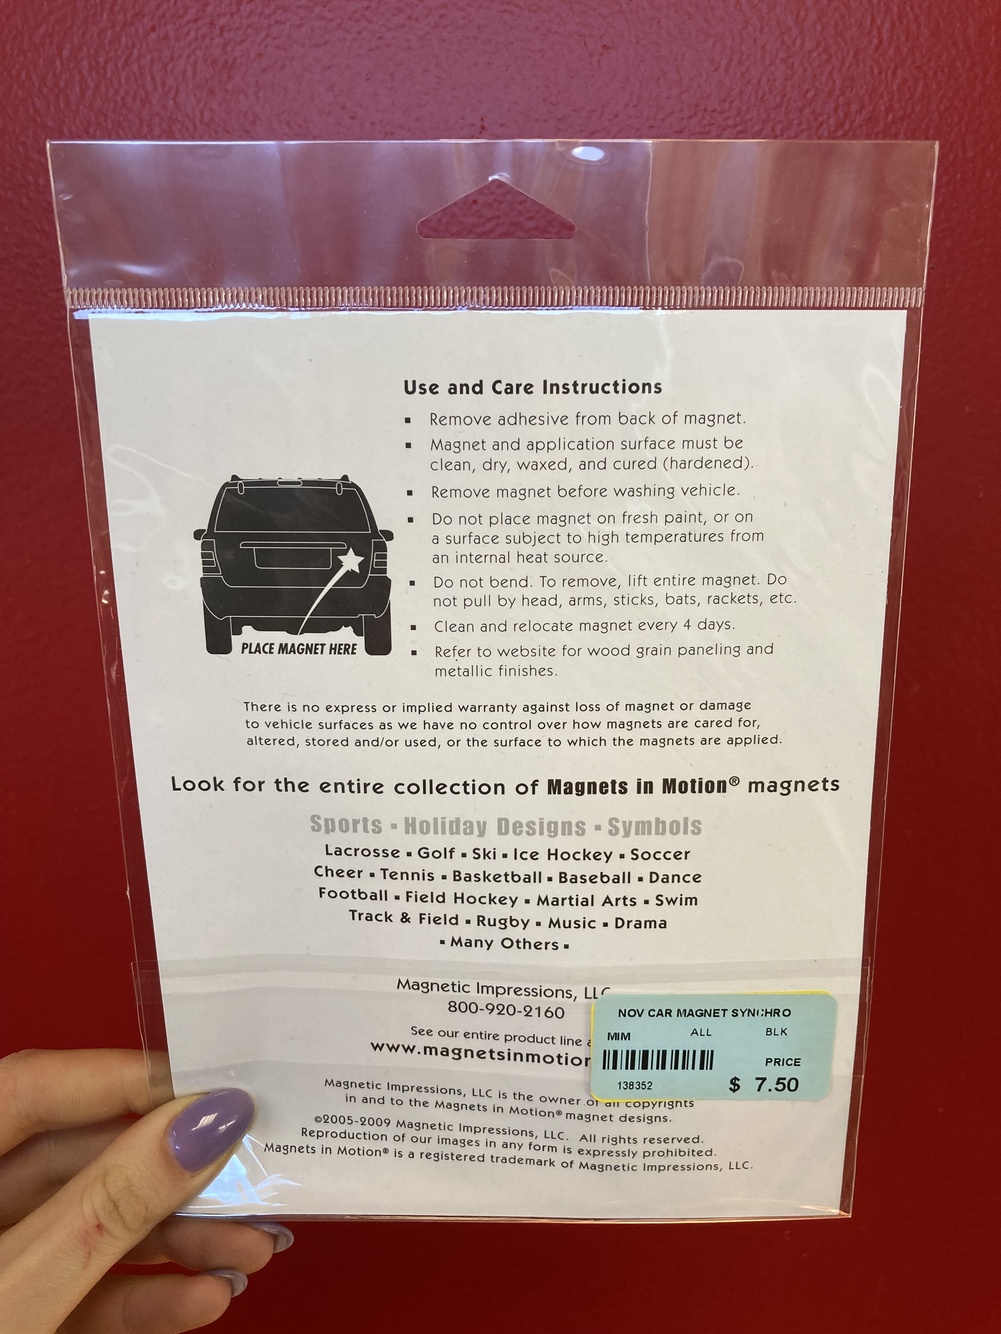 Use and Care Instructions
▪ Remove adhesive from back of magnet.
▪ Magnet and application surface must be
clean, dry, waxed, and cured (hardened).
▪ Remove magnet before washing vehicle.
▪ Do not place magnet on fresh paint, or on
a surface subject to high temperatures from
an internal heat source.
▪ Do not bend. To remove, lift entire magnet. Do
not pull by head, arms, sticks, bats, rackets, etc.
▪ Clean and relocate magnet every 4 days.
▪ Refer to website for wood grain paneling and
metallic finishes.
PLACE MAGNET HERE
There is no express or implied warranty against loss of magnet or damage
to vehicle surfaces as we have no control over how magnets are cared for,
altered, stored and/or used, or the surface to which the magnets are applied.
Look for the entire collection of Magnets in Motion® magnets
Sports ▪ Holiday Designs ▪ Symbols
Lacrosse ▪ Golf ▪ Ski ▪ Ice Hockey ▪ Soccer
Cheer ▪ Tennis ▪ Basketball ▪ Baseball ▪ Dance
Football ▪ Field Hockey ▪ Martial Arts ▪ Swim
Track & Field ▪ Rugby ▪ Music ▪ Drama
▪ Many Others ▪
Magnetic Impressions, LLC
800-920-2160
See our entire product line
www.magnetsinmotion
NOV CAR MAGNET SYNCHRO
MIM ALL BLK
PRICE
138352 $ 7.50
Magnetic Impressions, LLC is the owner of all copyrights
in and to the Magnets in Motion® magnet designs.
©2005-2009 Magnetic Impressions, LLC. All rights reserved.
Reproduction of our images in any form is expressly prohibited.
Magnets in Motion® is a registered trademark of Magnetic Impressions, LLC.